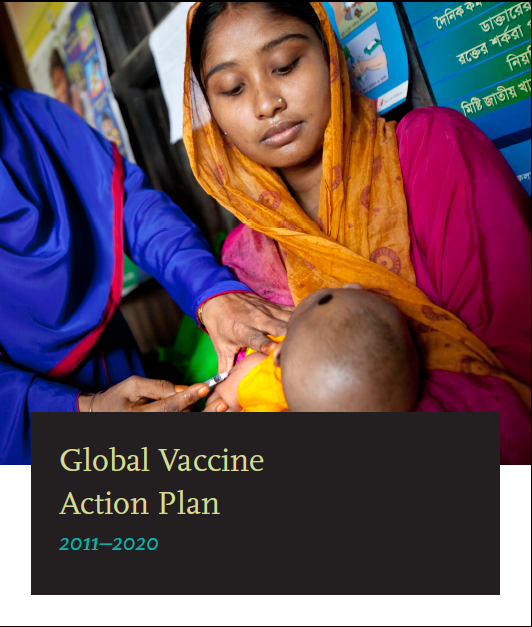 দৈনিক
ডাক্তারের
রক্তের শর্করা
মিষ্টি জাতীয়
Global Vaccine
Action Plan
2011–2020